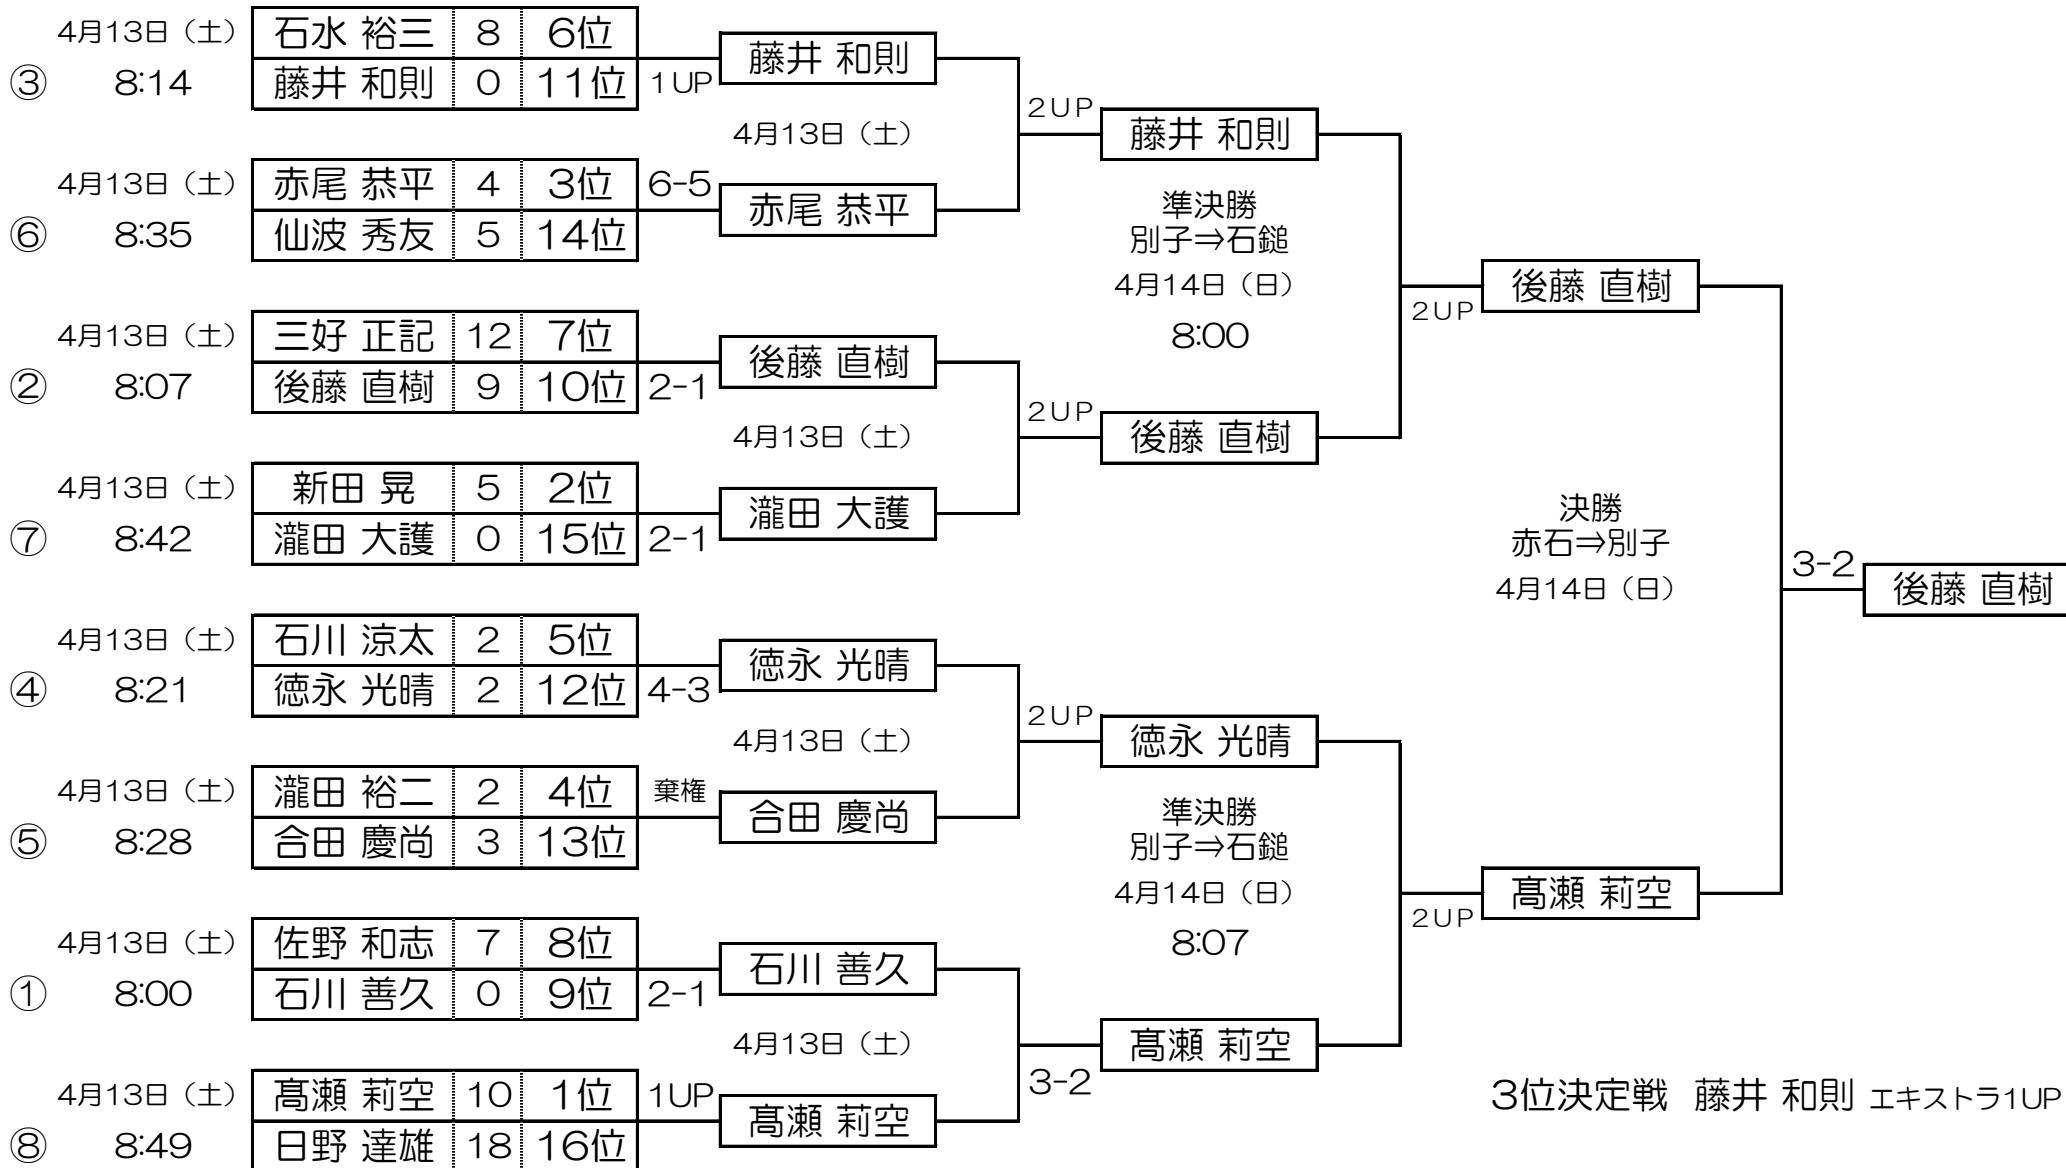 4月13日（土） 石水 裕三 8 6位
③ 8:14 藤井 和則 0 11位 1UP
藤井 和則
4月13日（土）
4月13日（土） 赤尾 恭平 4 3位 6-5
⑥ 8:35 仙波 秀友 5 14位
赤尾 恭平
2UP
藤井 和則
準決勝
別子⇒石鎚
4月14日（日）
8:00
4月13日（土） 三好 正記 12 7位
② 8:07 後藤 直樹 9 10位 2-1
後藤 直樹
4月13日（土）
4月13日（土） 新田 晃 5 2位
⑦ 8:42 瀧田 大護 0 15位 2-1
瀧田 大護
2UP
後藤 直樹
2UP
後藤 直樹
決勝
赤石⇒別子
4月14日（日）
3-2
後藤 直樹
4月13日（土） 石川 涼太 2 5位
④ 8:21 徳永 光晴 2 12位 4-3
徳永 光晴
4月13日（土）
4月13日（土） 瀧田 裕二 2 4位 棄権
⑤ 8:28 合田 慶尚 3 13位
合田 慶尚
2UP
徳永 光晴
準決勝
別子⇒石鎚
4月14日（日）
8:07
4月13日（土） 佐野 和志 7 8位
① 8:00 石川 善久 0 9位 2-1
石川 善久
4月13日（土）
4月13日（土） 髙瀬 莉空 10 1位 1UP
⑧ 8:49 日野 達雄 18 16位
髙瀬 莉空
3-2
髙瀬 莉空
2UP
髙瀬 莉空
3位決定戦 藤井 和則 エキストラ1UP